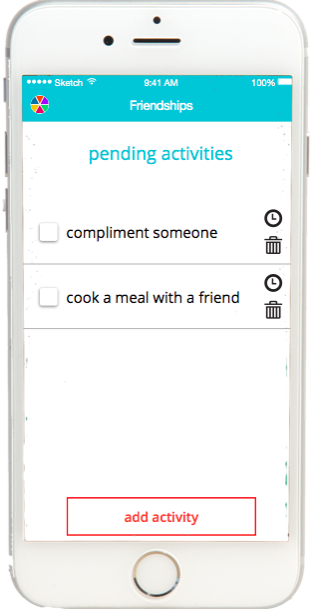 Sketch 9:41 AM 100%
Friendships
pending activities
compliment someone
cook a meal with a friend
add activity